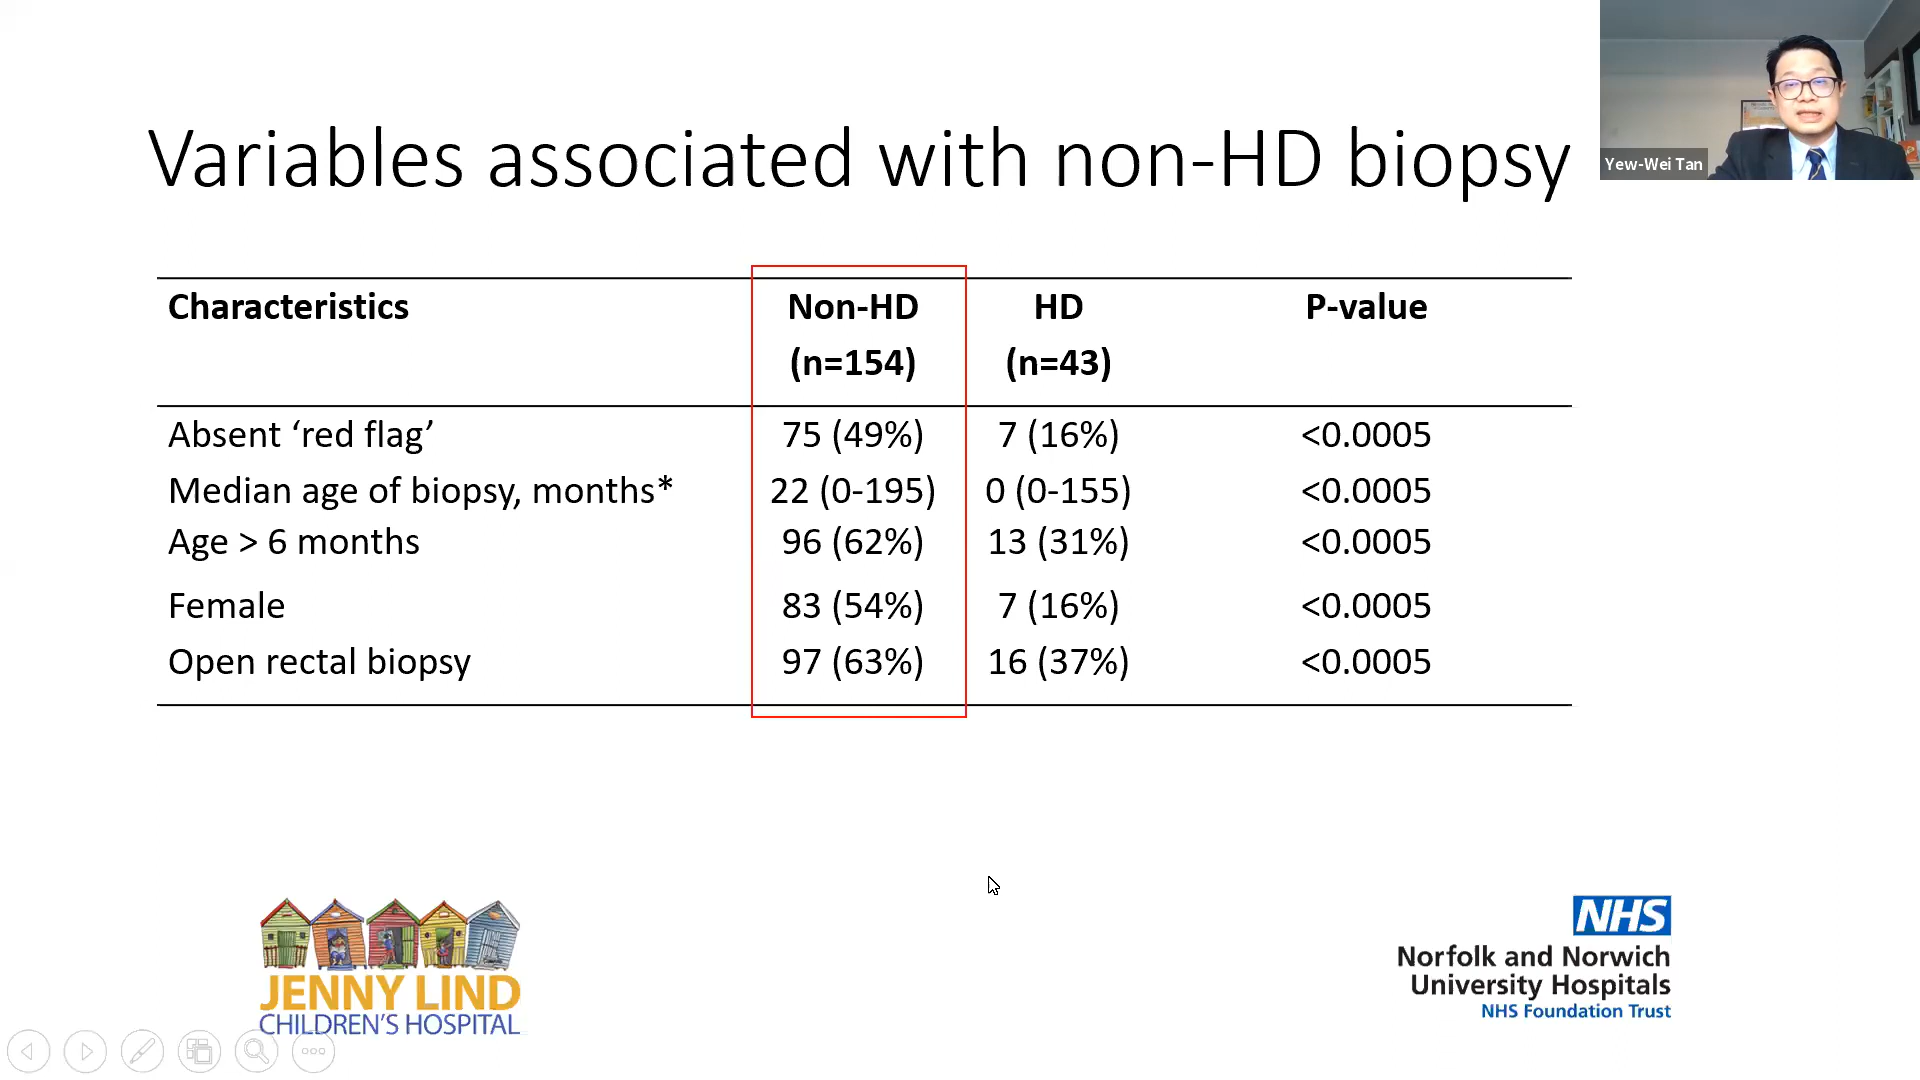 Variables associated with non-HD biopsy
Yew-Wei Tan
Characteristics Non-HD HD P-value
(n=154) (n=43)
Absent ‘red flag’ 75 (49%) 7 (16%) <0.0005
Median age of biopsy, months* 22 (0-195) 0 (0-155) <0.0005
Age > 6 months 96 (62%) 13 (31%) <0.0005
Female 83 (54%) 7 (16%) <0.0005
Open rectal biopsy 97 (63%) 16 (37%) <0.0005
JENNY LIND
CHILDREN’S HOSPITAL
NHS
Norfolk and Norwich
University Hospitals
NHS Foundation Trust